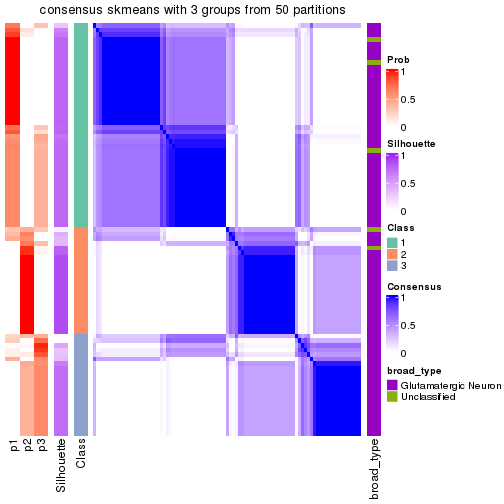 consensus skmeans with 3 groups from 50 partitions
Prob
1
0.5
0
Silhouette
1
0.5
0
Class
1
2
3
Consensus
1
0.5
0
broad_type
Glutamatergic Neuron
Unclassified
p1
p2
p3
Silhouette
Class
broad_type